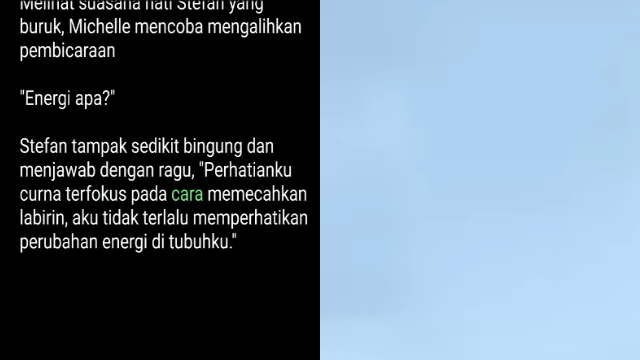 Melihat suasana hati Stefan yang
buruk, Michelle mencoba mengalihkan
pembicaraan
"Energi apa?"
Stefan tampak sedikit bingung dan
menjawab dengan ragu, "Perhatianku
curna terfokus pada cara memecahkan
labirin, aku tidak terlalu memperhatikan
perubahan energi di tubuhku."